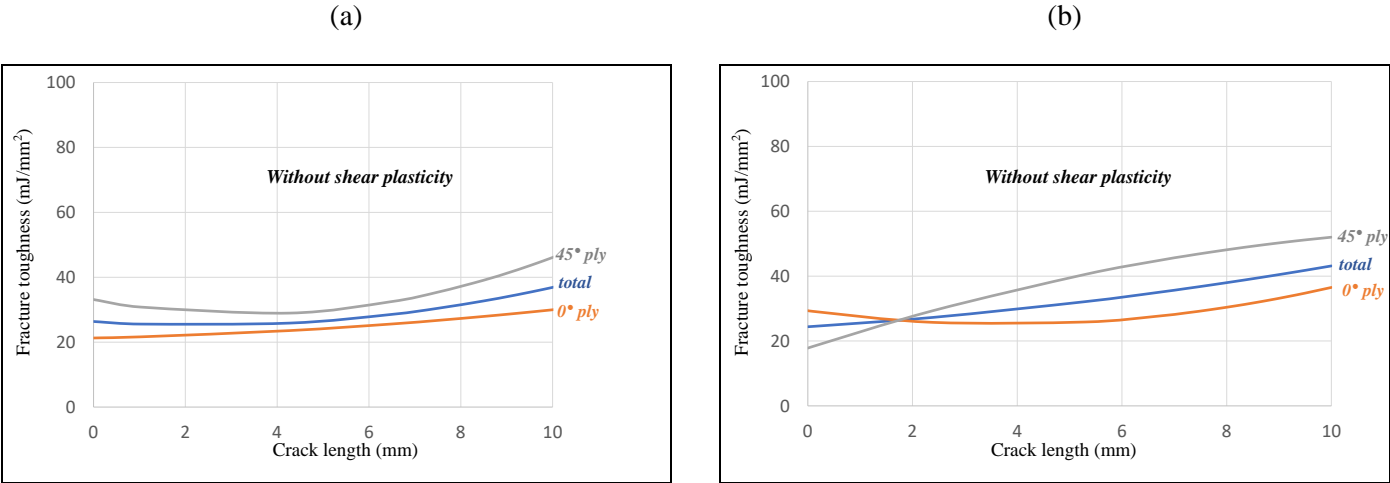 (a)
(b)
Fracture toughness (mJ/mm²)
100
80
60
40
20
0
Without shear plasticity
45° ply
total
0° ply
0 2 4 6 8 10
Crack length (mm)
Fracture toughness (mJ/mm²)
100
80
60
40
20
0
Without shear plasticity
45° ply
total
0° ply
0 2 4 6 8 10
Crack length (mm)